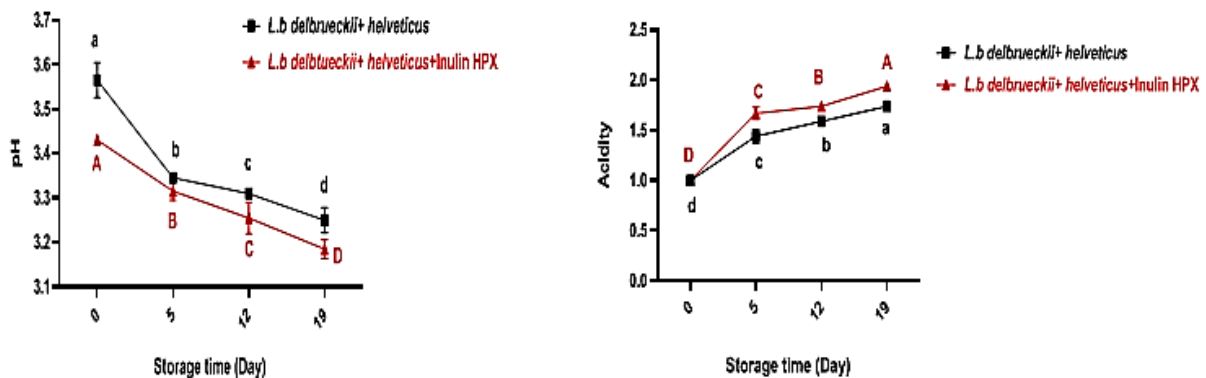 3.7
3.6
3.5
3.4
3.3
3.2
3.1
pH
a
b
c
d
A
B
C
D
L.b delbrueckii+ helveticus
L.b delbtueckii+ helveticus+Inulin HPX
0
5
12
19
Storage time (Day)
2.5
2.0
1.5
1.0
0.5
0.0
Acidity
D
C
B
A
d
c
b
a
L.b delbrueckii+ helveticus
L.b delbrueckii+ helveticus+Inulin HPX
0
5
12
19
Storage time (Day)